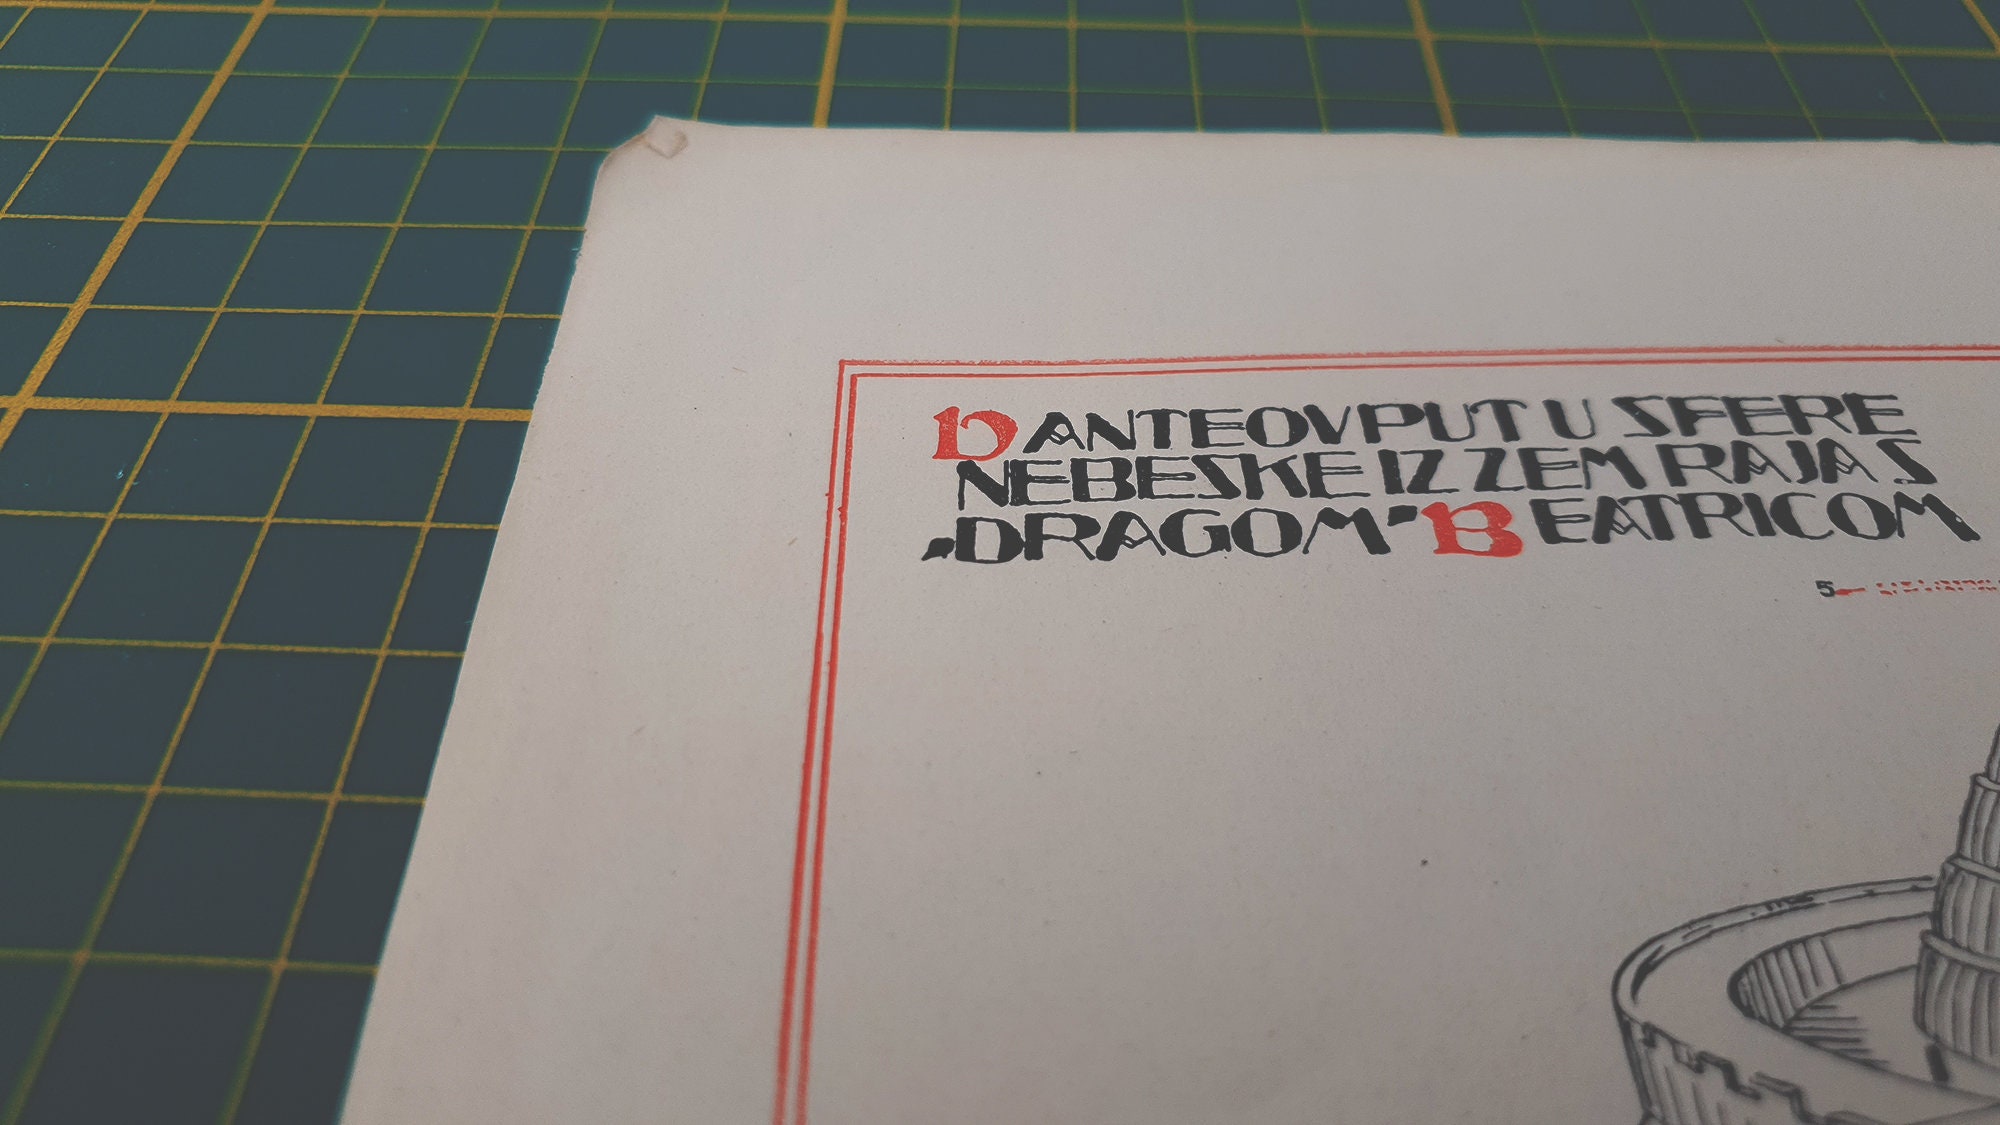 DANTEOV PUT U SFERE
NEBESKE IZ ZEM RAJA S
„DRAGOM” BEATRICOM
5